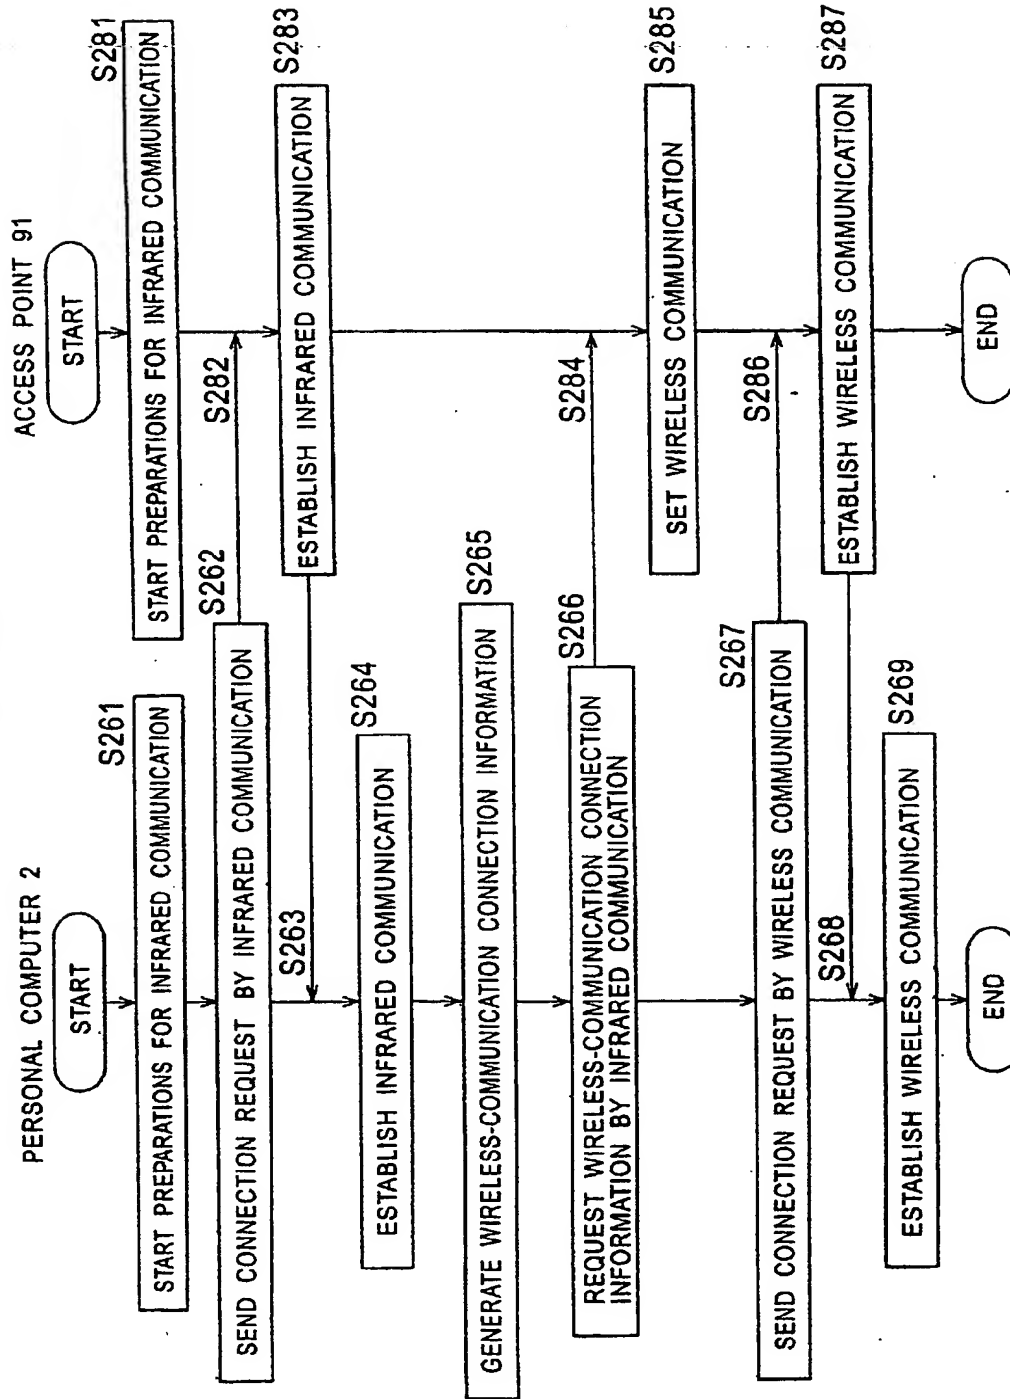 PERSONAL COMPUTER 2
START
S261
START PREPARATIONS FOR INFRARED COMMUNICATION
S262
SEND CONNECTION REQUEST BY INFRARED COMMUNICATION
S263
S264
ESTABLISH INFRARED COMMUNICATION
S265
GENERATE WIRELESS-COMMUNICATION CONNECTION INFORMATION
S266
REQUEST WIRELESS-COMMUNICATION CONNECTION
INFORMATION BY INFRARED COMMUNICATION
S267
SEND CONNECTION REQUEST BY WIRELESS COMMUNICATION
S268
S269
ESTABLISH WIRELESS COMMUNICATION
END
ACCESS POINT 91
START
S281
START PREPARATIONS FOR INFRARED COMMUNICATION
S282
S283
ESTABLISH INFRARED COMMUNICATION
S284
S285
SET WIRELESS COMMUNICATION
S286
S287
ESTABLISH WIRELESS COMMUNICATION
END